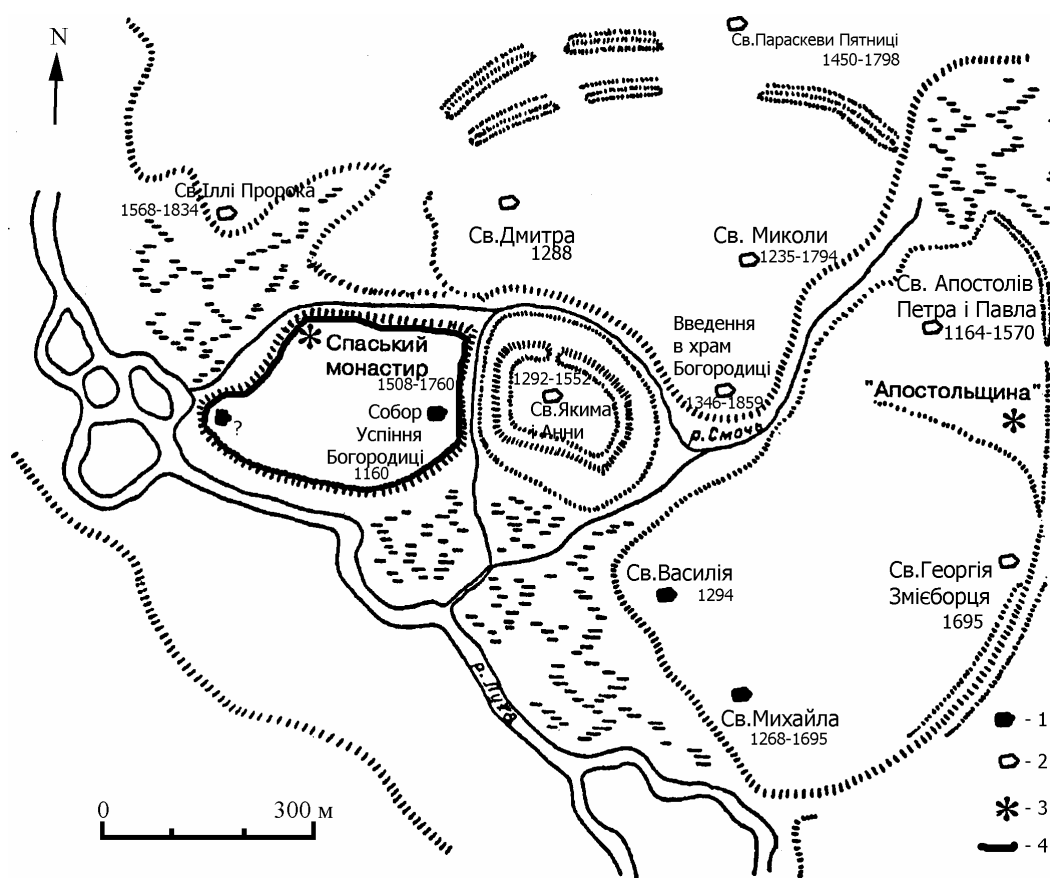 N
Св.Параскеви Пятниці
1450-1798
Св.Іллі Пророка
1568-1834
Св.Дмитра
1288
Св. Миколи
1235-1794
Св. Апостолів
Петра і Павла
1164-1570
Введення
в храм
Богородиці
1346-1859
р. Смочь
"Апостольщина"
Спаський
монастир
1508-1760
Собор
Успіння
Богородиці
1160
?
1292-1552
Св.Якима
і Анни
Св.Василія
1294
Св.Георгія
Змієборця
1695
р. Луга
Св.Михайла
1268-1695
0 300 м
- 1
- 2
- 3
- 4